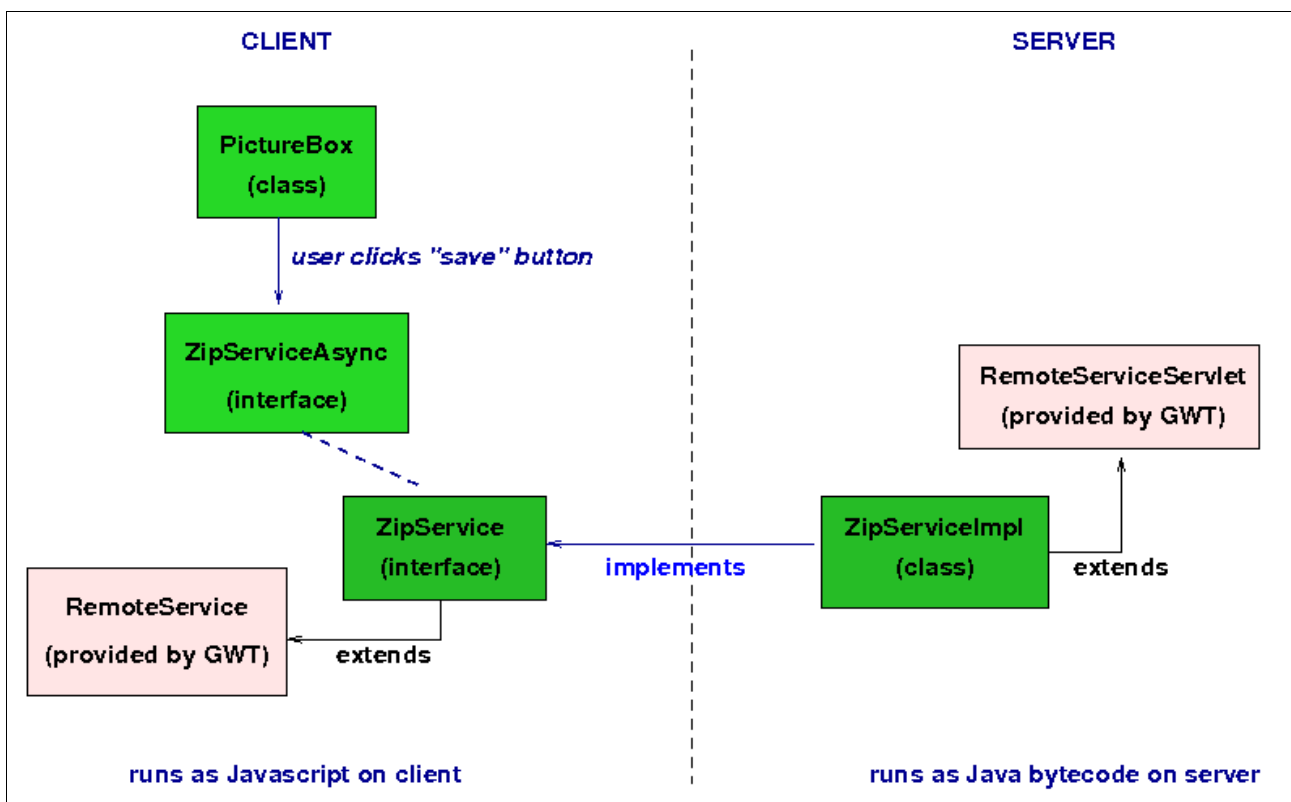 CLIENT
SERVER
PictureBox
(class)
user clicks "save" button
ZipServiceAsync
(interface)
RemoteServiceServlet
(provided by GWT)
ZipService
(interface)
implements
ZipServiceImpl
(class)
extends
RemoteService
(provided by GWT)
extends
runs as Javascript on client
runs as Java bytecode on server